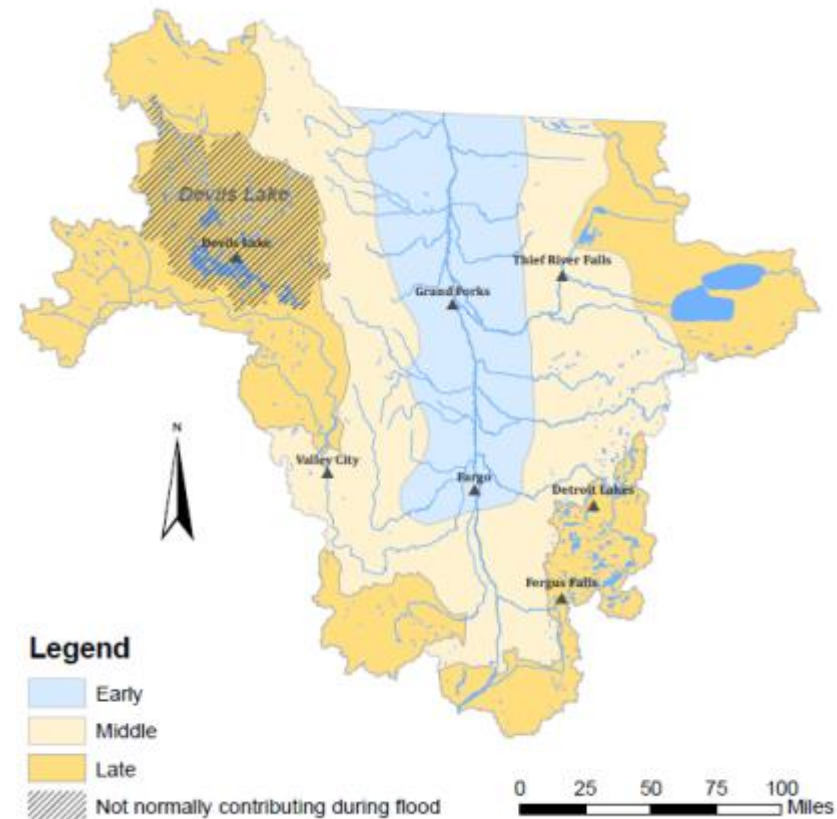 Devils Lake
Devils Lake
Thief River Falls
Grand Forks
N
Valley City
Fargo
Detroit Lakes
Fergus Falls
Legend
Early
Middle
Late
Not normally contributing during flood
0 25 50 75 100
Miles